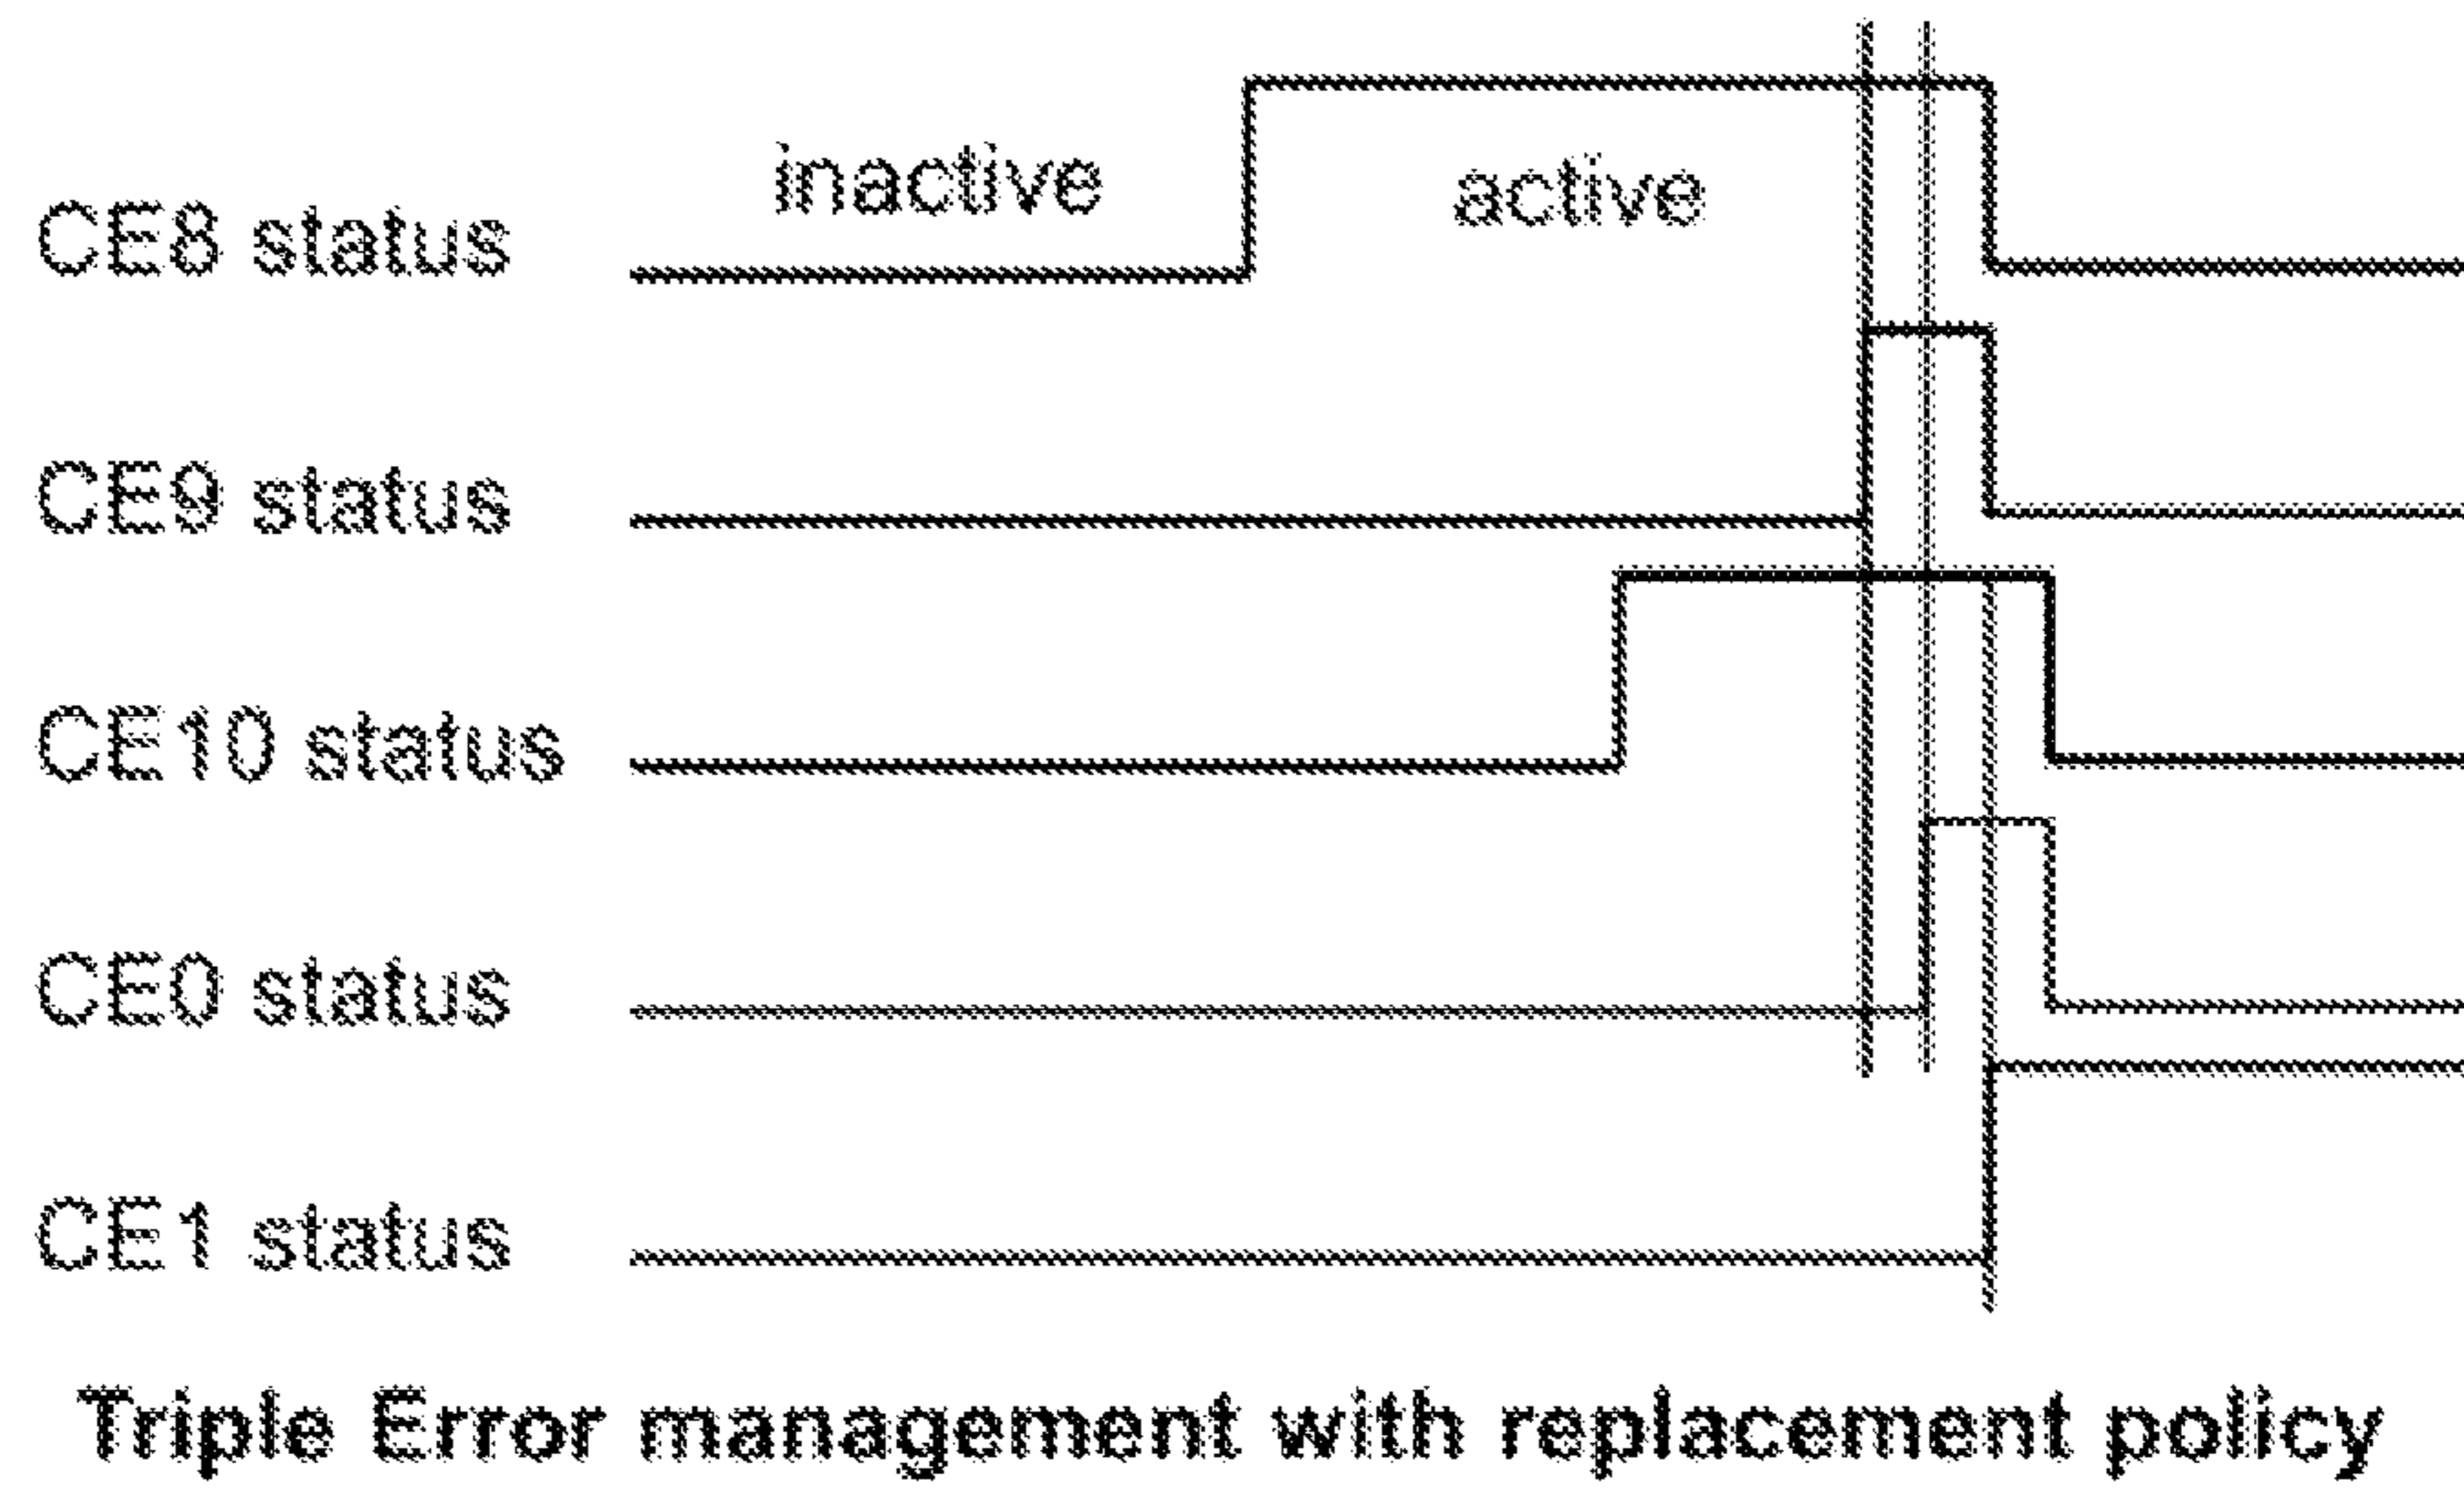 inactive
active
CE8 status
CE9 status
CE10 status
CE0 status
CE1 status
Triple Error management with replacement policy